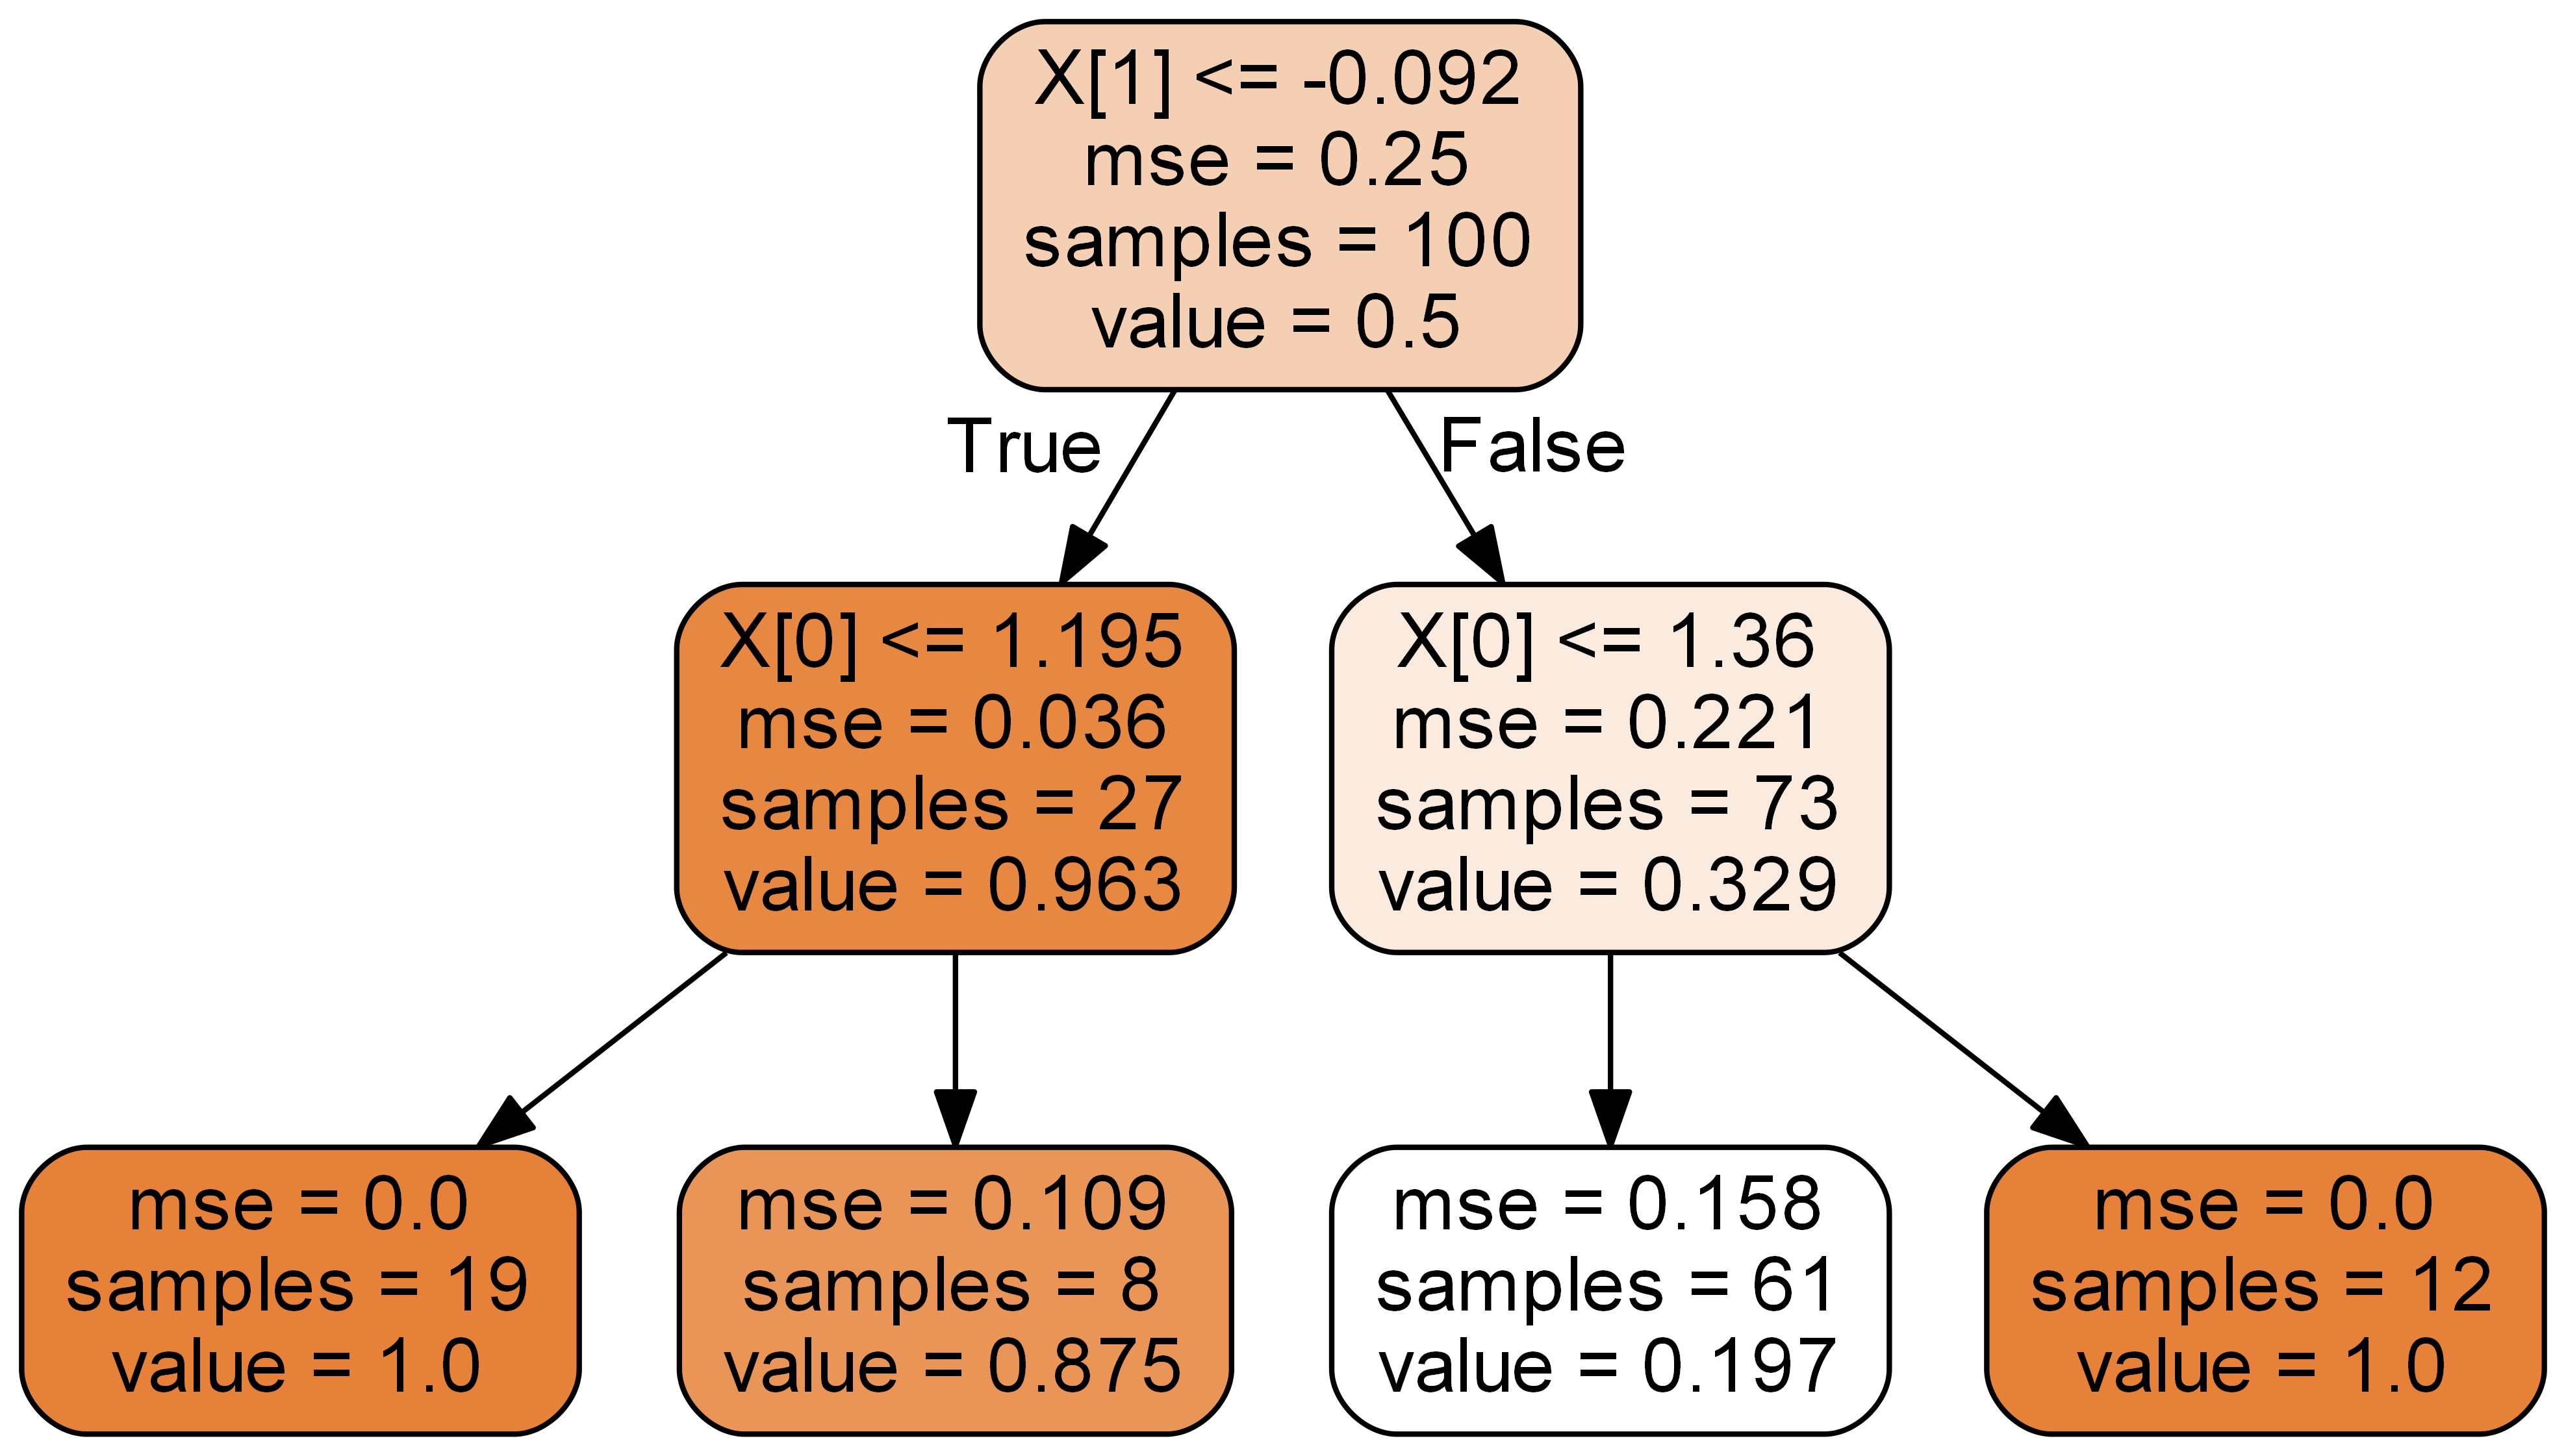 X[1] <= -0.092
mse = 0.25
samples = 100
value = 0.5
True
False
X[0] <= 1.195
mse = 0.036
samples = 27
value = 0.963
X[0] <= 1.36
mse = 0.221
samples = 73
value = 0.329
mse = 0.0
samples = 19
value = 1.0
mse = 0.109
samples = 8
value = 0.875
mse = 0.158
samples = 61
value = 0.197
mse = 0.0
samples = 12
value = 1.0